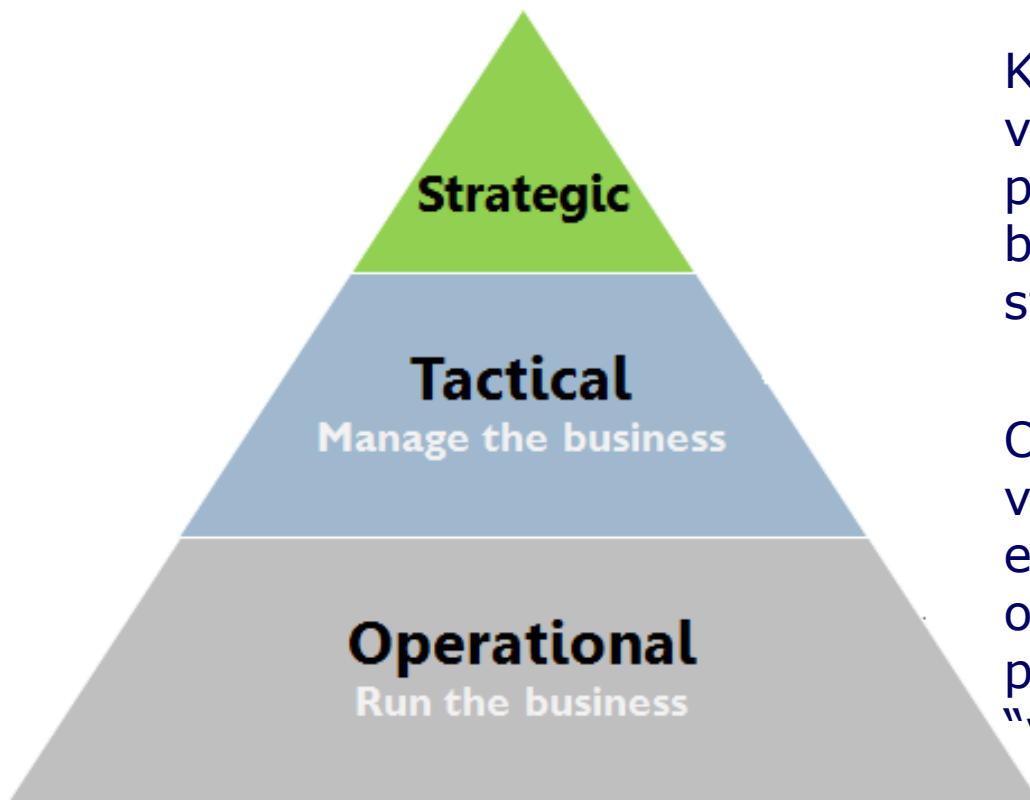 Strategic
Tactical
Manage the business
Operational
Run the business